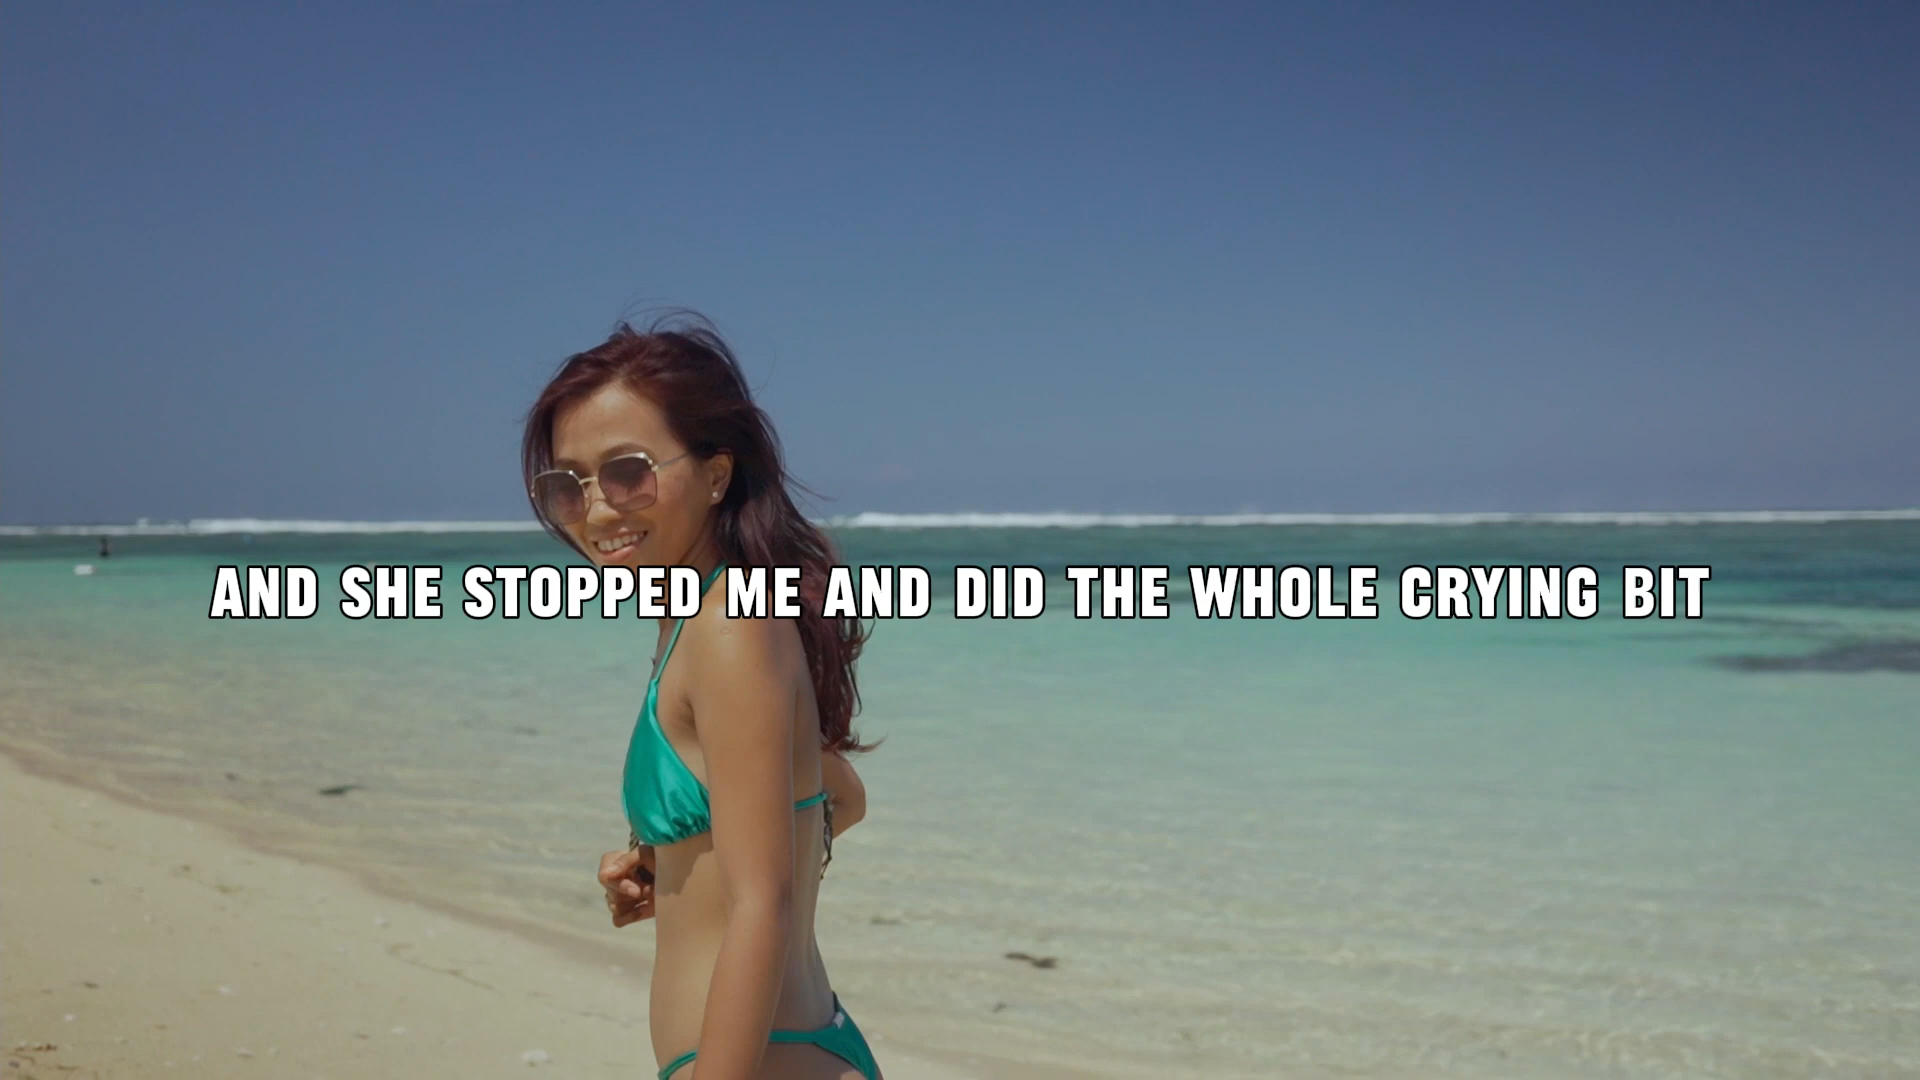 AND SHE STOPPED ME AND DID THE WHOLE CRYING BIT